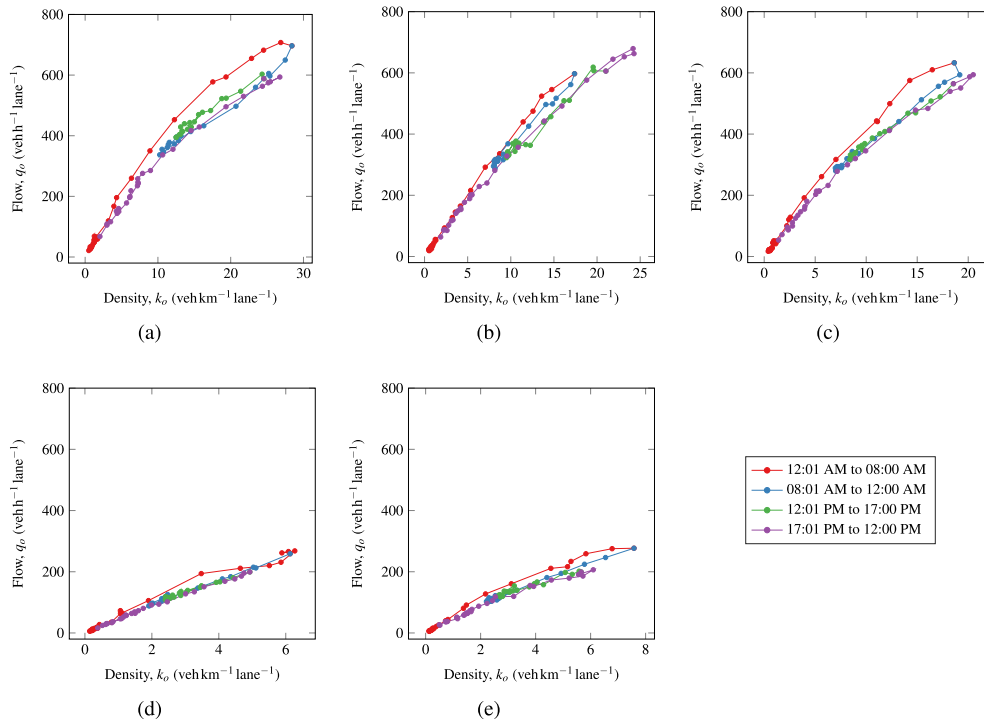 800
600
400
200
0
Flow, q_o (veh h^−1 lane^−1)
0 10 20 30
Density, k_o (veh km^−1 lane^−1)
(a)
800
600
400
200
0
Flow, q_o (veh h^−1 lane^−1)
0 5 10 15 20 25
Density, k_o (veh km^−1 lane^−1)
(b)
800
600
400
200
0
Flow, q_o (veh h^−1 lane^−1)
0 5 10 15 20
Density, k_o (veh km^−1 lane^−1)
(c)
800
600
400
200
0
Flow, q_o (veh h^−1 lane^−1)
0 2 4 6
Density, k_o (veh km^−1 lane^−1)
(d)
800
600
400
200
0
Flow, q_o (veh h^−1 lane^−1)
0 2 4 6 8
Density, k_o (veh km^−1 lane^−1)
(e)
12:01 AM to 08:00 AM
08:01 AM to 12:00 AM
12:01 PM to 17:00 PM
17:01 PM to 12:00 PM